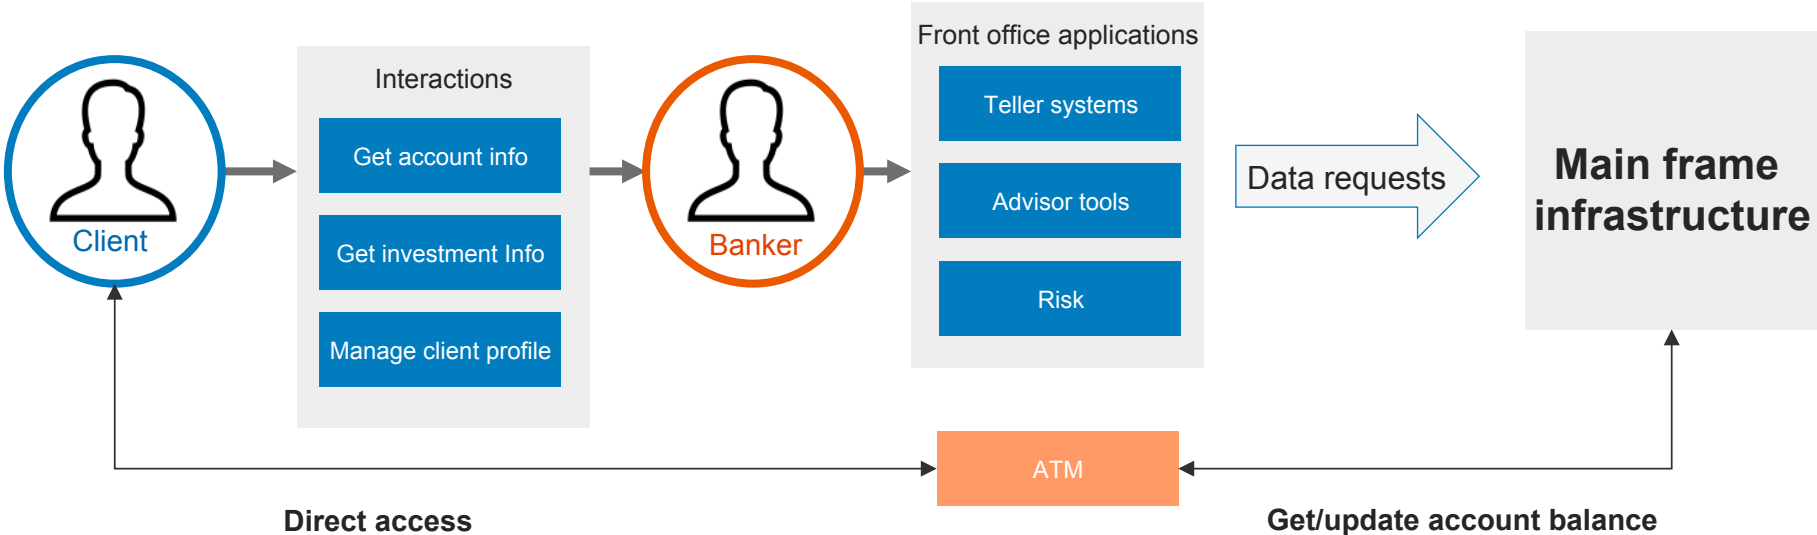 Client
Interactions
Get account info
Get investment Info
Manage client profile
Banker
Front office applications
Teller systems
Advisor tools
Risk
Data requests
Main frame
infrastructure
ATM
Direct access
Get/update account balance